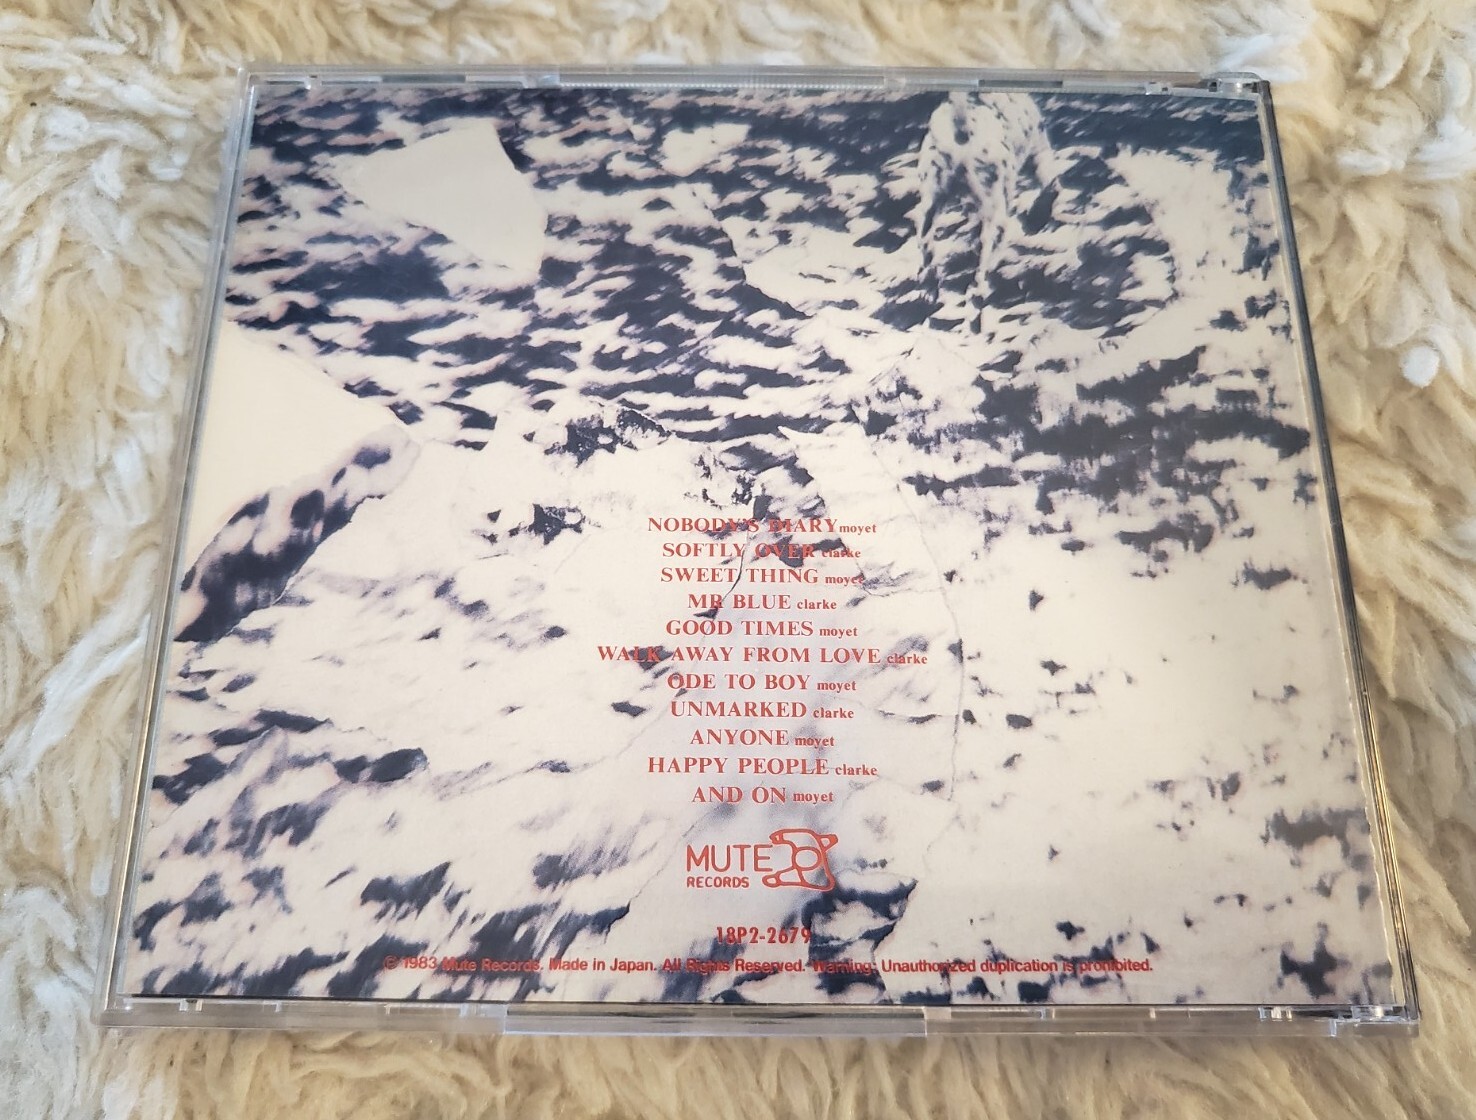 NOBODY'S DIARY moyet
SOFTLY OVER clarke
SWEET THING moyet
MR BLUE clarke
GOOD TIMES moyet
WALK AWAY FROM LOVE clarke
ODE TO BOY moyet
UNMARKED clarke
ANYONE moyet
HAPPY PEOPLE clarke
AND ON moyet
MUTE
RECORDS
18P2-2679
© 1983 Mute Records. Made in Japan. All Rights Reserved. Warning: Unauthorized duplication is prohibited.